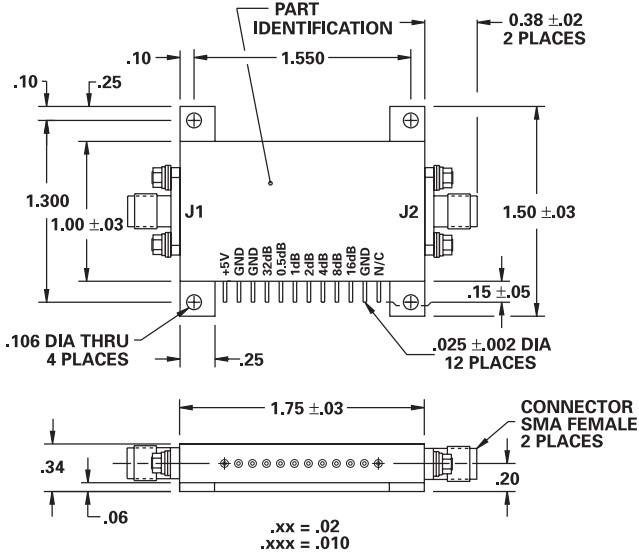 PART
IDENTIFICATION
0.38 ±.02
2 PLACES
.10
1.550
.10
.25
1.300
1.00 ±.03
J1
J2
1.50 ±.03
+5V
GND
GND
32dB
0.5dB
1dB
2dB
4dB
8dB
16dB
GND
N/C
.15 ±.05
.106 DIA THRU
4 PLACES
.25
.025 ±.002 DIA
12 PLACES
1.75 ±.03
CONNECTOR
SMA FEMALE
2 PLACES
.34
.20
.06
.xx = .02
.xxx = .010